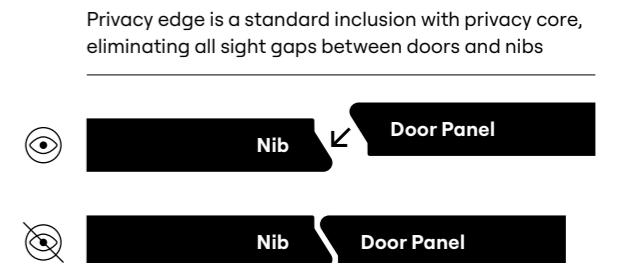 Privacy edge is a standard inclusion with privacy core,
eliminating all sight gaps between doors and nibs
Nib
Door Panel
Nib
Door Panel